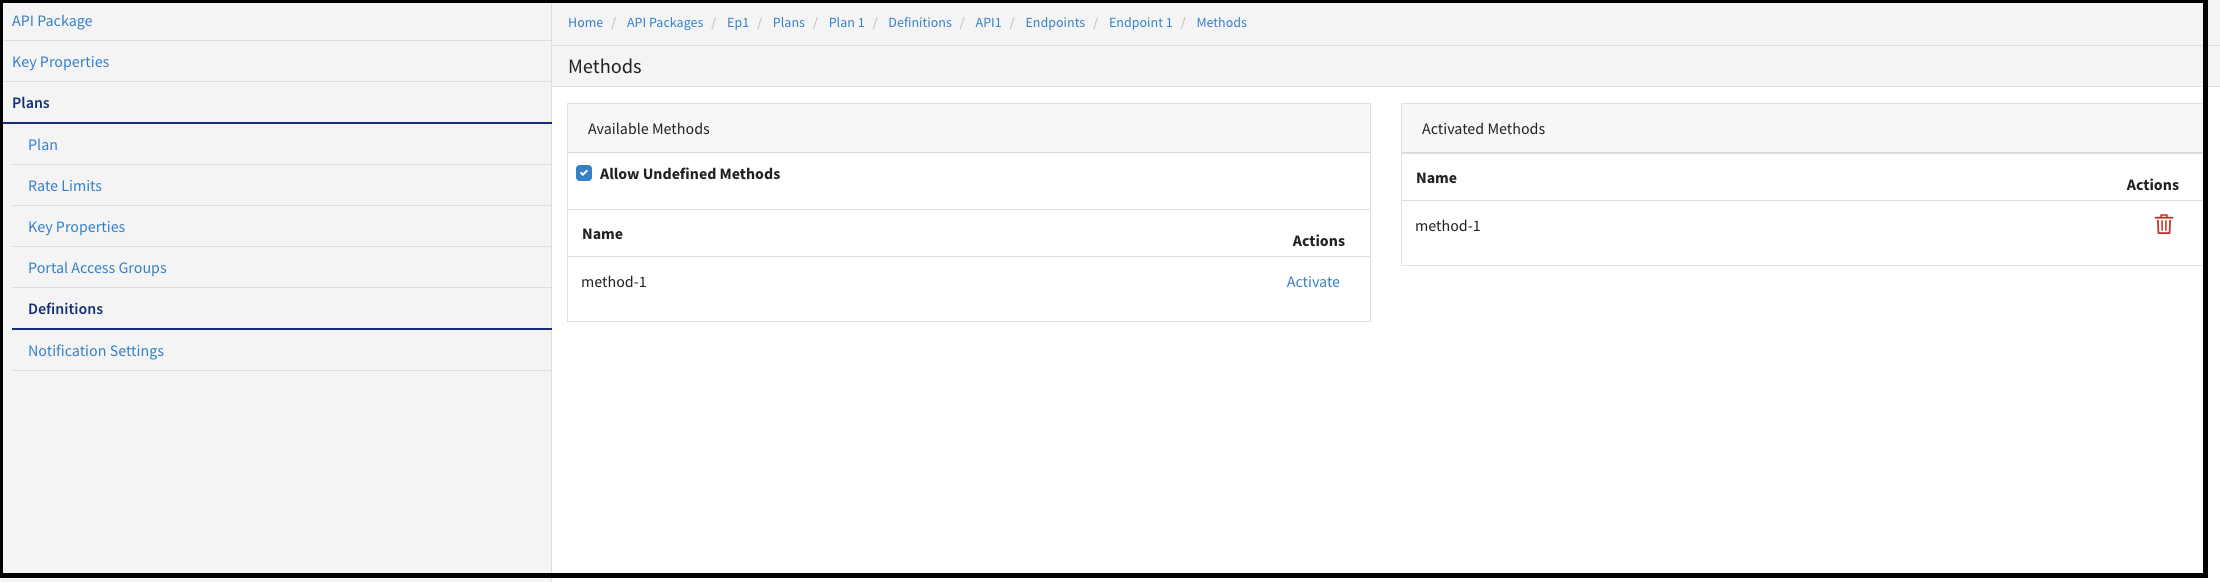 API Package
Key Properties
Plans
Plan
Rate Limits
Key Properties
Portal Access Groups
Definitions
Notification Settings
Home / API Packages / Ep1 / Plans / Plan 1 / Definitions / API1 / Endpoints / Endpoint 1 / Methods
Methods
Available Methods
Allow Undefined Methods
Name Actions
method-1 Activate
Activated Methods
Name Actions
method-1